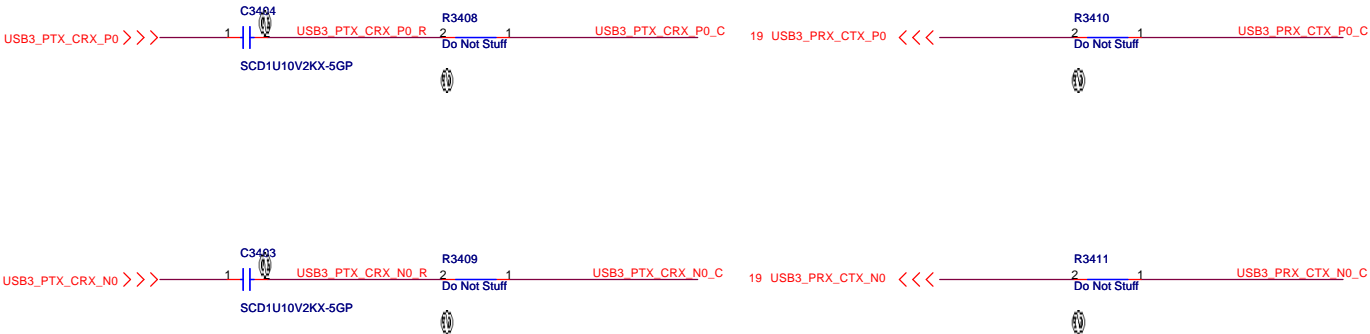 C3404
R3408
R3410
USB3_PTX_CRX_P0
1
2
USB3_PTX_CRX_P0_R
2
1
USB3_PTX_CRX_P0_C
19 USB3_PRX_CTX_P0
2
1
USB3_PRX_CTX_P0_C
Do Not Stuff
Do Not Stuff
SCD1U10V2KX-5GP
C3403
R3409
R3411
USB3_PTX_CRX_N0
1
2
USB3_PTX_CRX_N0_R
2
1
USB3_PTX_CRX_N0_C
19 USB3_PRX_CTX_N0
2
1
USB3_PRX_CTX_N0_C
Do Not Stuff
Do Not Stuff
SCD1U10V2KX-5GP